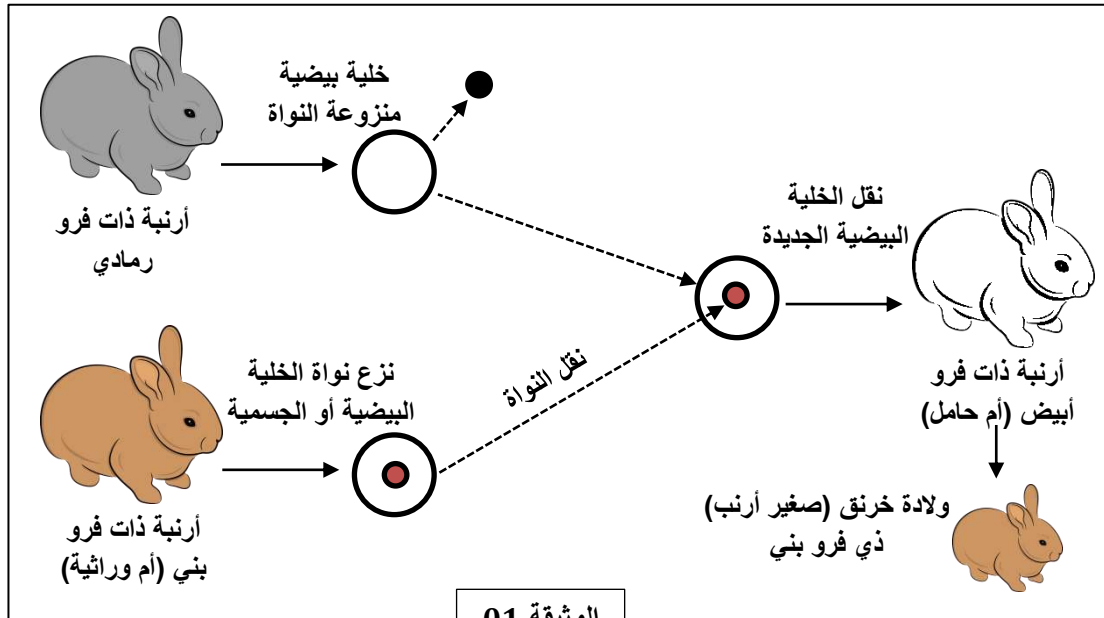 خلية بيضية
منزوعة النواة
أرنبة ذات فرو
رمادي
نقل الخلية
البيضية الجديدة
أرنبة ذات فرو
أبيض (أم حامل)
نزع نواة الخلية
البيضية أو الجسمية
نقل النواة
أرنبة ذات فرو
بني (أم وراثية)
ولادة خرنق (صغير أرنب)
ذي فرو بني
الوثيقة 01